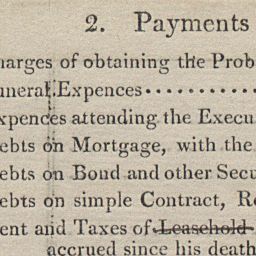 2. Payments
harges of obtaining the Prob
uneral Expences ............
xpences attending the Execu
ebts on Mortgage, with the
ebts on Bond and other Secu
ebts on simple Contract, Re
ent and Taxes of Leasehold
accrued since his death